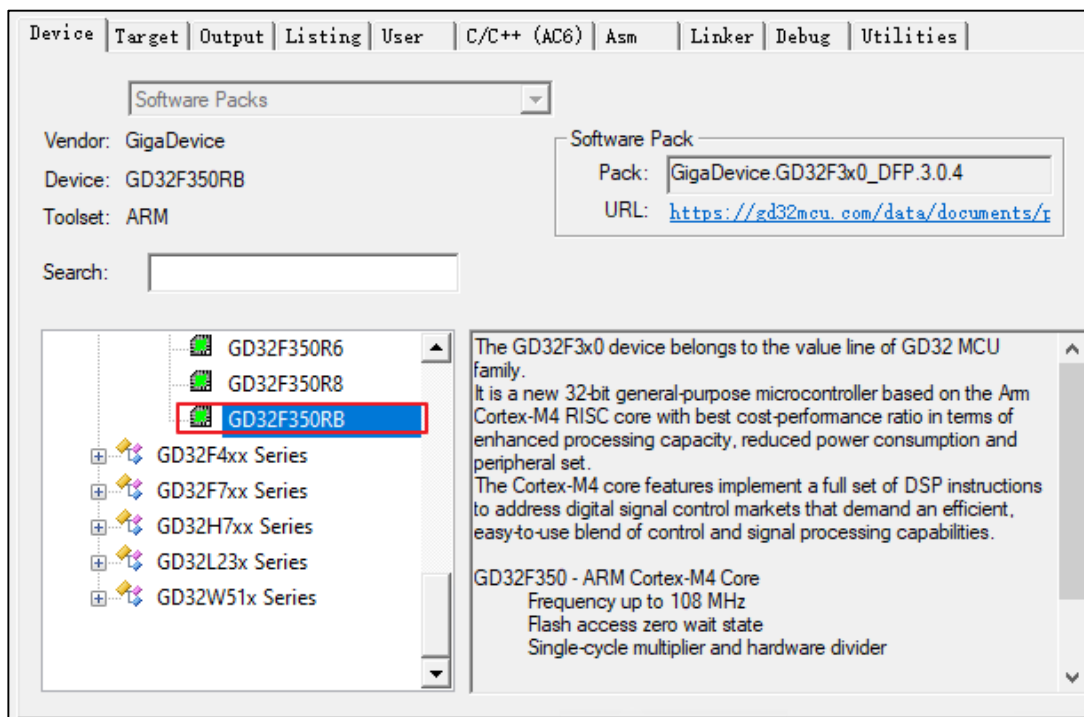 Device Target Output Listing User C/C++ (AC6) Asm Linker Debug Utilities
Software Packs
Vendor: GigaDevice
Device: GD32F350RB
Toolset: ARM
Software Pack
Pack: GigaDevice.GD32F3x0_DFP.3.0.4
URL: https://gd32mcu.com/data/documents/p
Search:
GD32F350R6
GD32F350R8
GD32F350RB
GD32F4xx Series
GD32F7xx Series
GD32H7xx Series
GD32L23x Series
GD32W51x Series
The GD32F3x0 device belongs to the value line of GD32 MCU
family.
It is a new 32-bit general-purpose microcontroller based on the Arm
Cortex-M4 RISC core with best cost-performance ratio in terms of
enhanced processing capacity, reduced power consumption and
peripheral set.
The Cortex-M4 core features implement a full set of DSP instructions
to address digital signal control markets that demand an efficient,
easy-to-use blend of control and signal processing capabilities.
GD32F350 - ARM Cortex-M4 Core
Frequency up to 108 MHz
Flash access zero wait state
Single-cycle multiplier and hardware divider